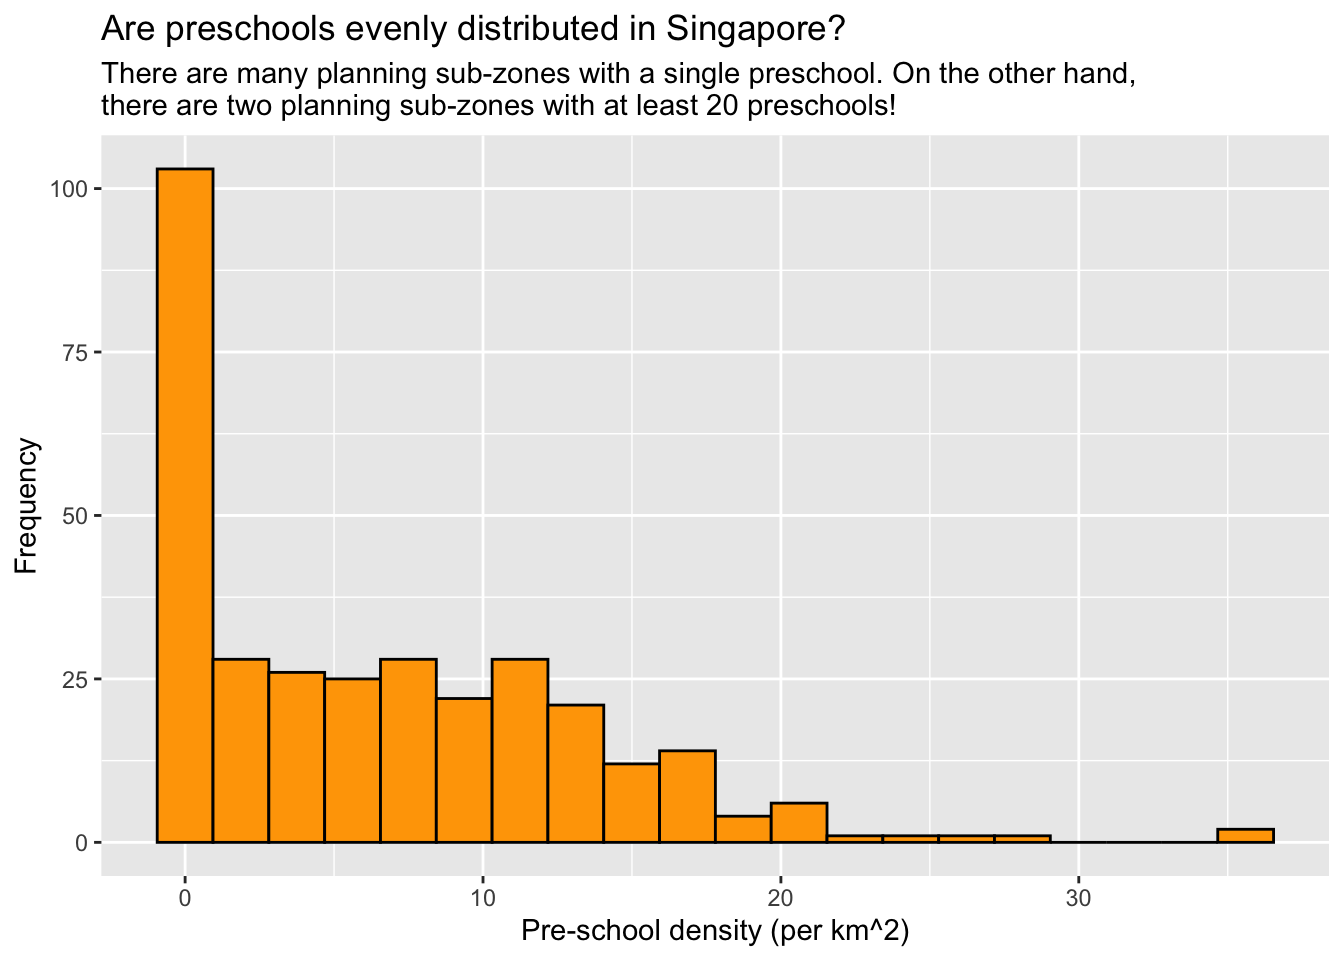 Are preschools evenly distributed in Singapore?
There are many planning sub-zones with a single preschool. On the other hand,
there are two planning sub-zones with at least 20 preschools!
100
75
50
25
0
Frequency
0 10 20 30
Pre-school density (per km^2)